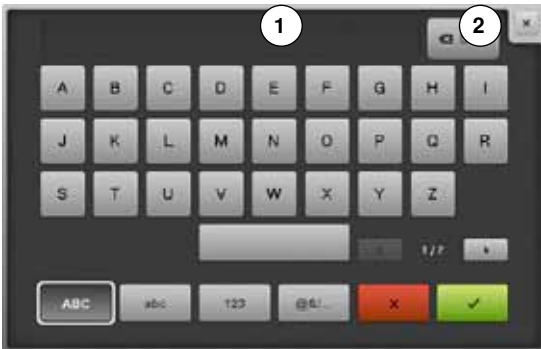 1 2 ×
A B C D E F G H I
J K L M N O P Q R
S T U V W X Y Z
1/7
ABC abc 123 @&!... × ✓